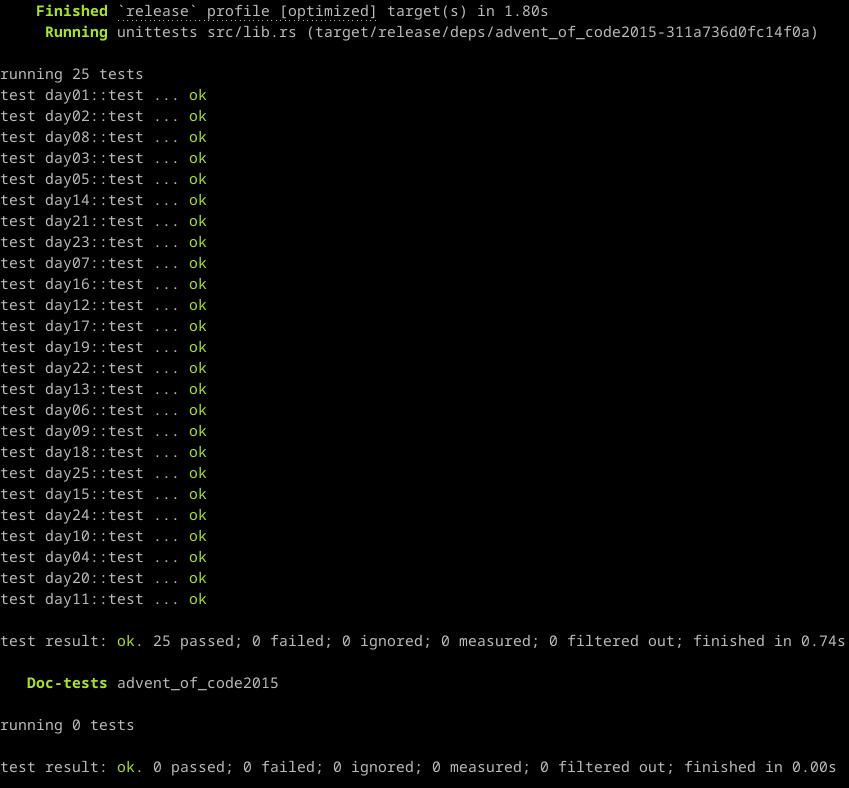 Finished `release` profile [optimized] target(s) in 1.80s
Running unittests src/lib.rs (target/release/deps/advent_of_code2015-311a736d0fc14f0a)
running 25 tests
test day01::test ... ok
test day02::test ... ok
test day08::test ... ok
test day03::test ... ok
test day05::test ... ok
test day14::test ... ok
test day21::test ... ok
test day23::test ... ok
test day07::test ... ok
test day16::test ... ok
test day12::test ... ok
test day17::test ... ok
test day19::test ... ok
test day22::test ... ok
test day13::test ... ok
test day06::test ... ok
test day09::test ... ok
test day18::test ... ok
test day25::test ... ok
test day15::test ... ok
test day24::test ... ok
test day10::test ... ok
test day04::test ... ok
test day20::test ... ok
test day11::test ... ok
test result: ok. 25 passed; 0 failed; 0 ignored; 0 measured; 0 filtered out; finished in 0.74s
Doc-tests advent_of_code2015
running 0 tests
test result: ok. 0 passed; 0 failed; 0 ignored; 0 measured; 0 filtered out; finished in 0.00s